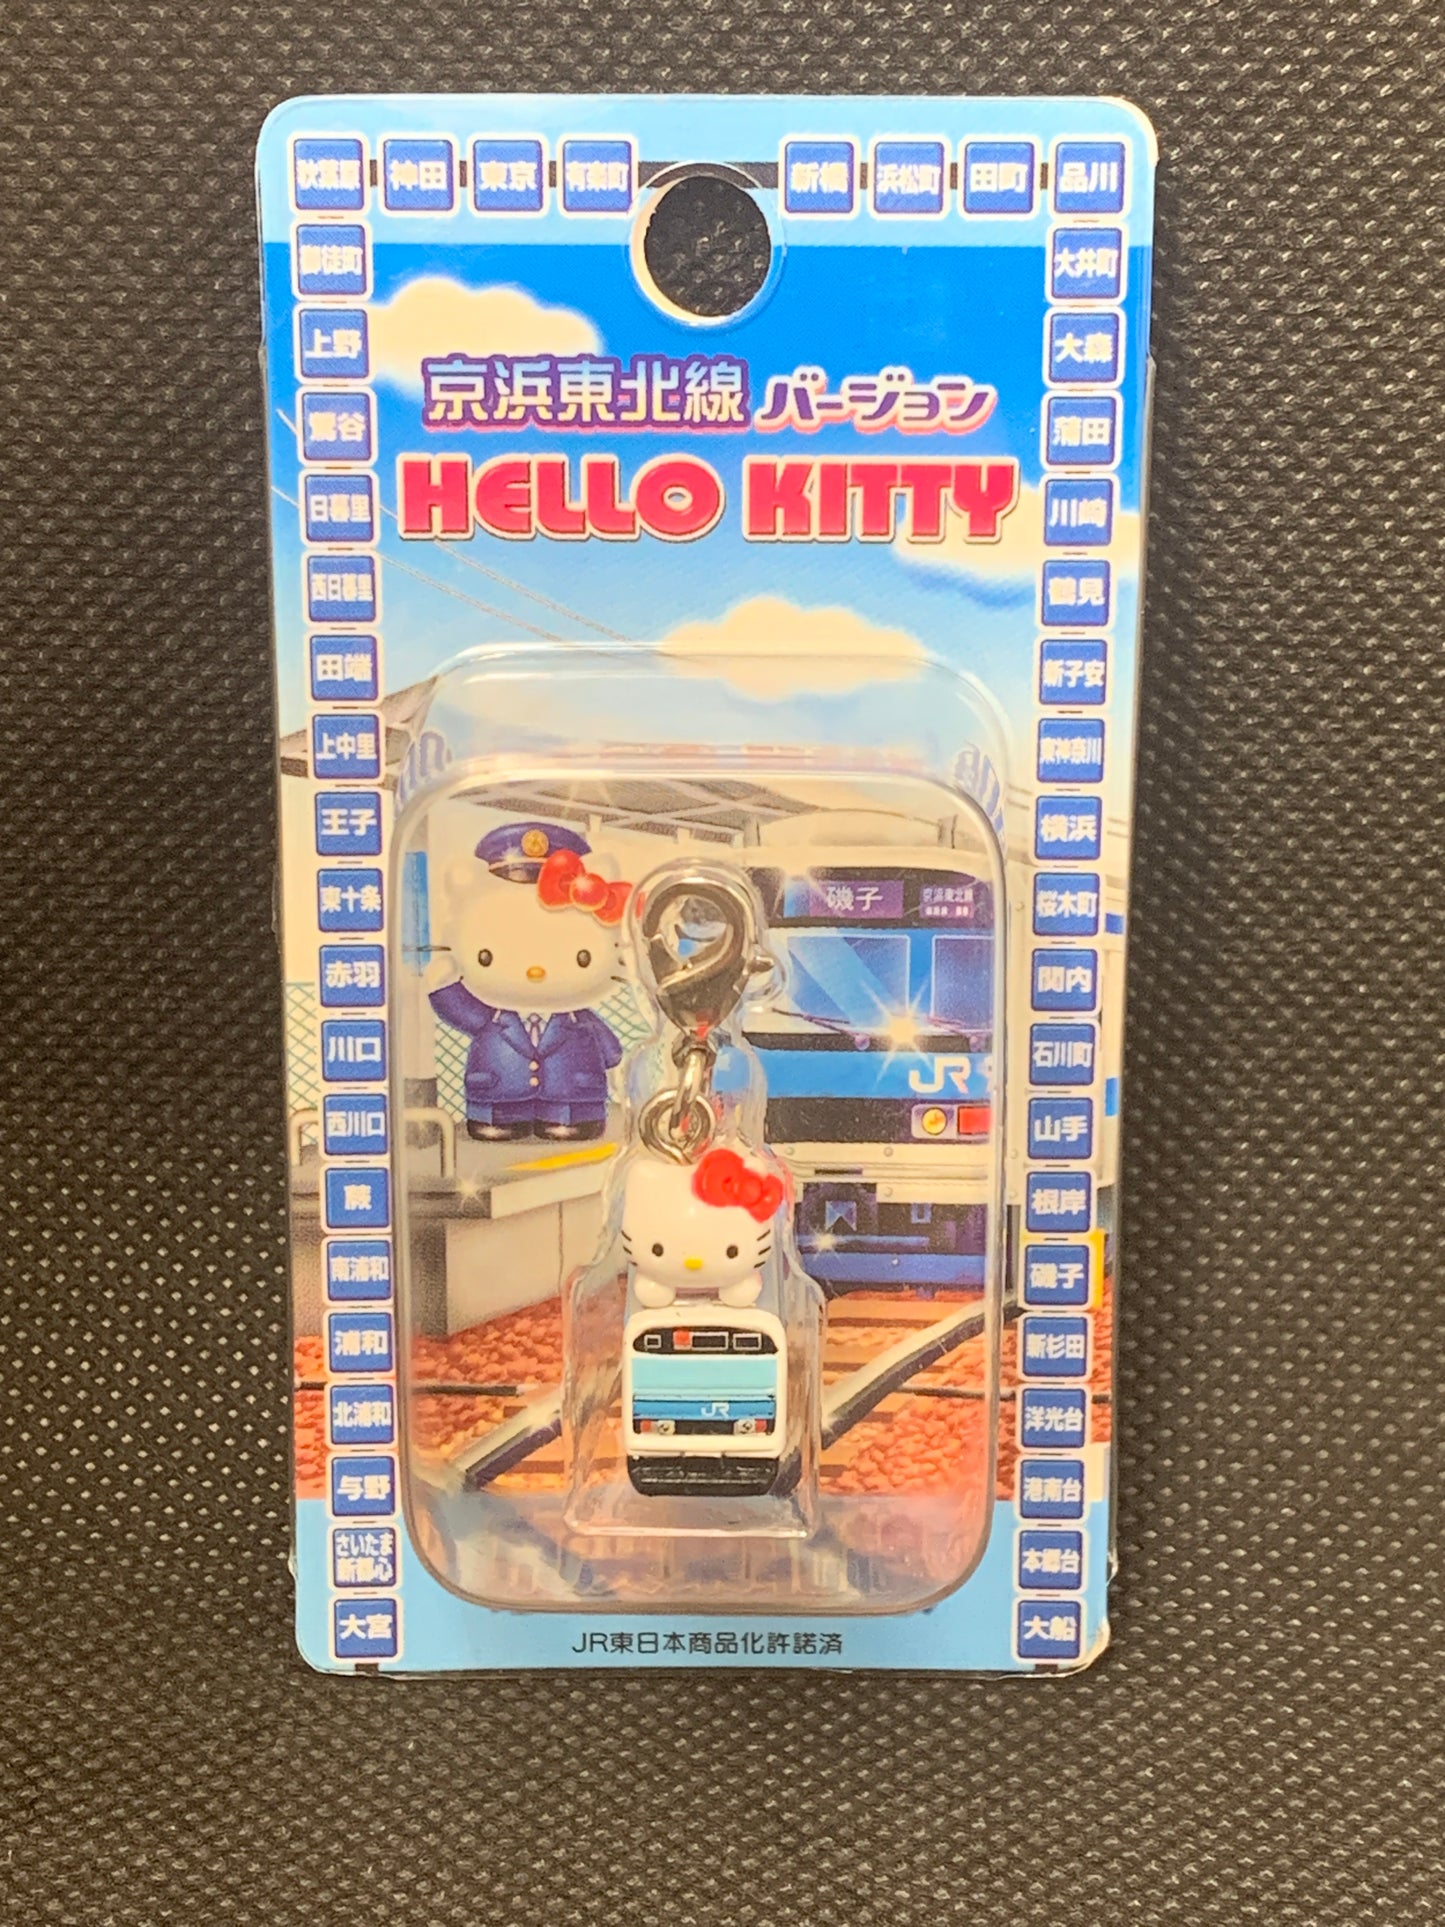 秋葉原
神田
東京
有楽町
新橋
浜松町
田町
品川
御徒町
上野
鶯谷
日暮里
西日暮里
田端
上中里
王子
東十条
赤羽
川口
西川口
蕨
南浦和
浦和
北浦和
与野
さいたま
新都心
大宮
大井町
大森
蒲田
川崎
鶴見
新子安
東神奈川
横浜
桜木町
関内
石川町
山手
根岸
磯子
新杉田
洋光台
港南台
本郷台
大船
京浜東北線 バージョン
HELLO KITTY
磯子
京浜東北線
JR
JR
JR東日本商品化許諾済